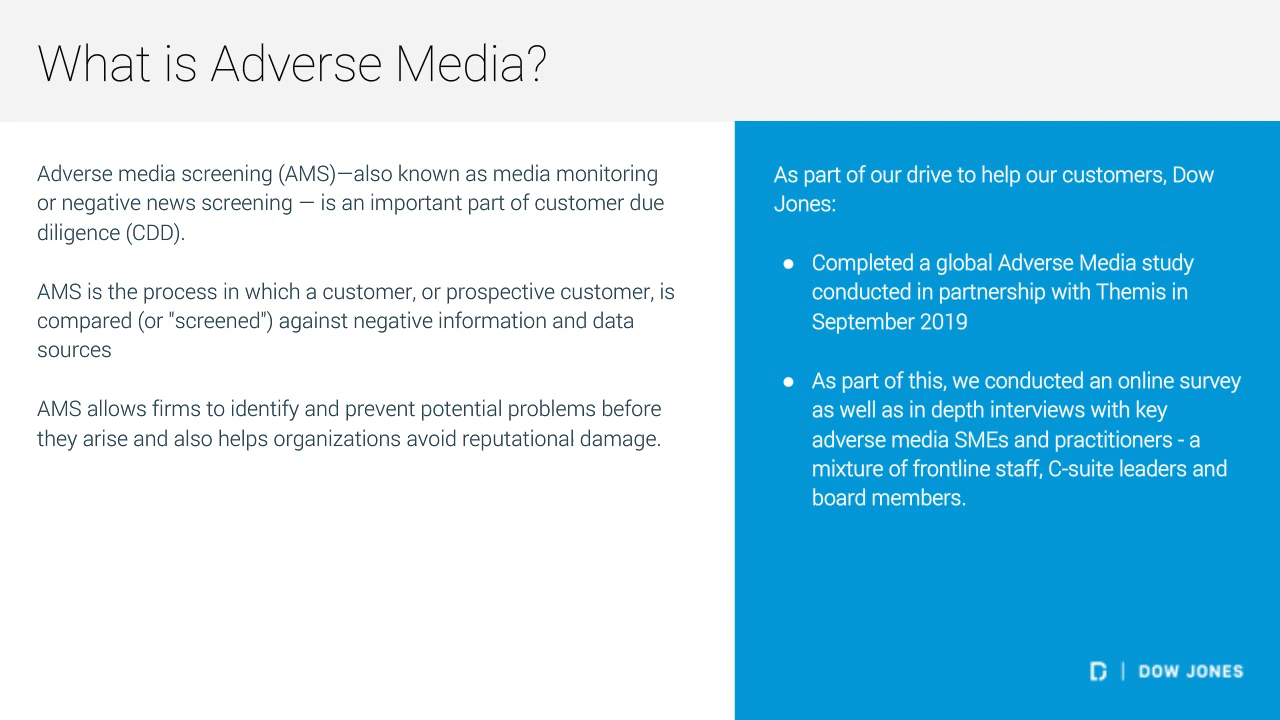 What is Adverse Media?
Adverse media screening (AMS)—also known as media monitoring
or negative news screening — is an important part of customer due
diligence (CDD).
AMS is the process in which a customer, or prospective customer, is
compared (or "screened") against negative information and data
sources
AMS allows firms to identify and prevent potential problems before
they arise and also helps organizations avoid reputational damage.
As part of our drive to help our customers, Dow
Jones:
● Completed a global Adverse Media study
conducted in partnership with Themis in
September 2019
● As part of this, we conducted an online survey
as well as in depth interviews with key
adverse media SMEs and practitioners - a
mixture of frontline staff, C-suite leaders and
board members.
D | DOW JONES